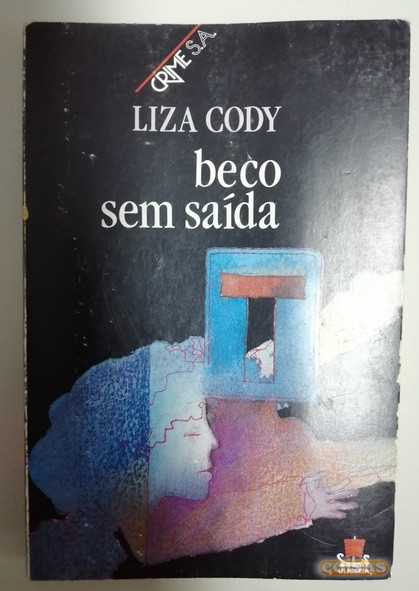 CRIME S.A.
LIZA CODY
beco
sem saída